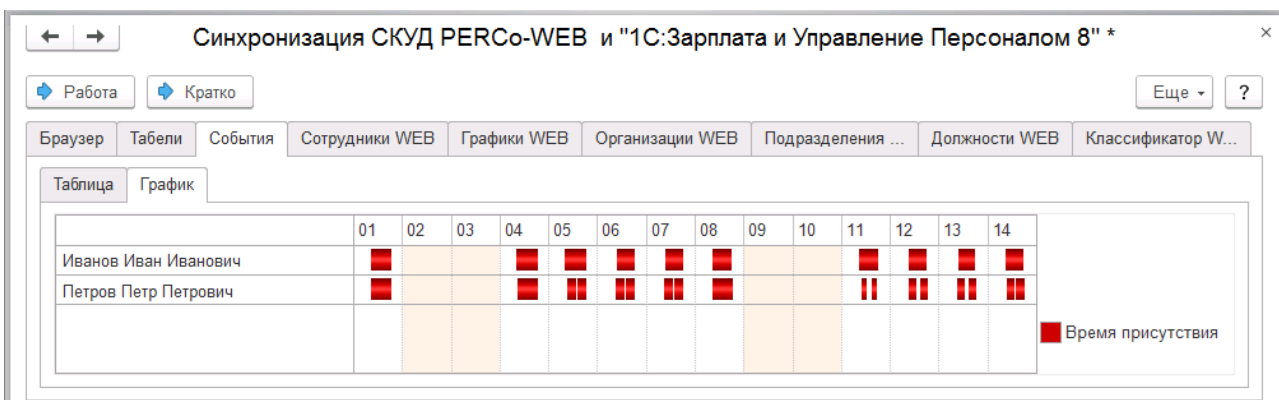 Синхронизация СКУД PERCo-WEB и "1С:Зарплата и Управление Персоналом 8" *
Работа Кратко Еще ?
Браузер Табели События Сотрудники WEB Графики WEB Организации WEB Подразделения ... Должности WEB Классификатор W...
Таблица График
01 02 03 04 05 06 07 08 09 10 11 12 13 14
Иванов Иван Иванович
Петров Петр Петрович
Время присутствия